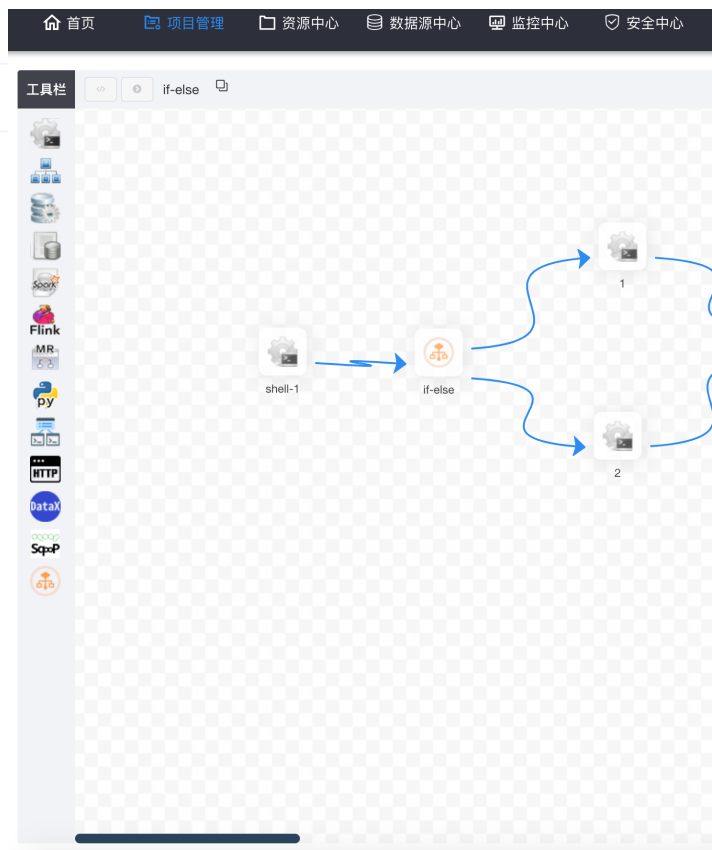 首页 项目管理 资源中心 数据源中心 监控中心 安全中心
工具栏 if-else
Spark
Flink
MR
py
HTTP
DataX
Sqoop
1
shell-1
if-else
2